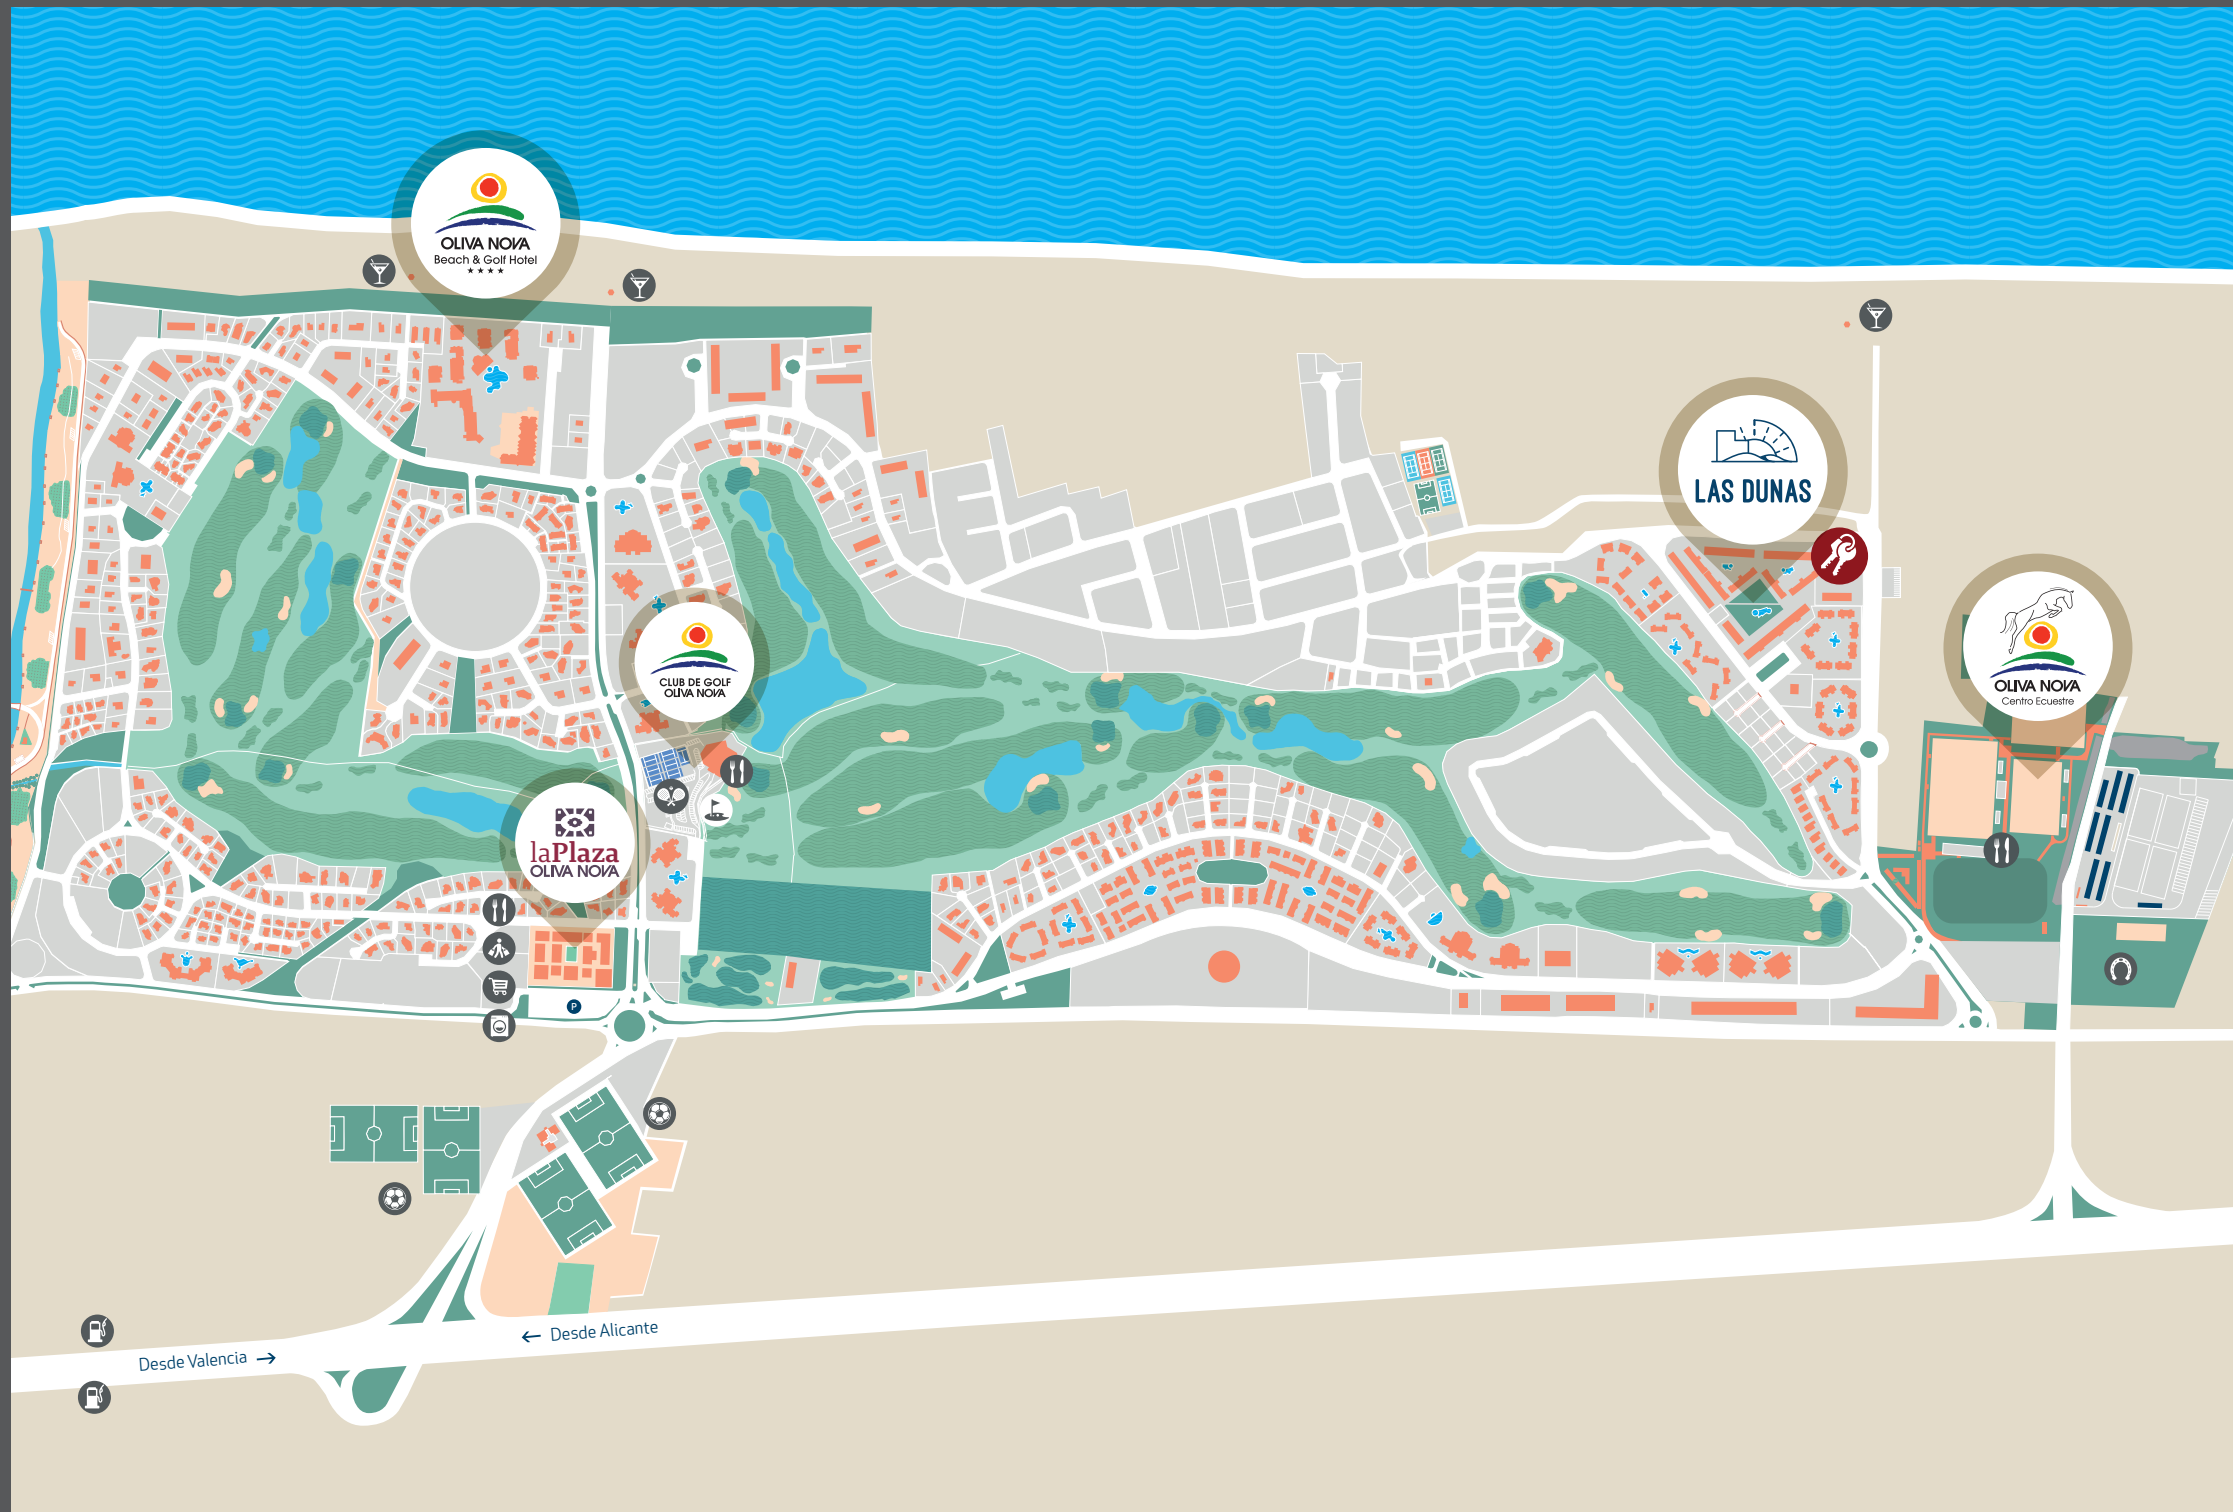 OLIVA NOVA
Beach & Golf Hotel
★★★★
LAS DUNAS
CLUB DE GOLF
OLIVA NOVA
OLIVA NOVA
Centro Ecuestre
laPlaza
OLIVA NOVA
P
Desde Alicante
Desde Valencia